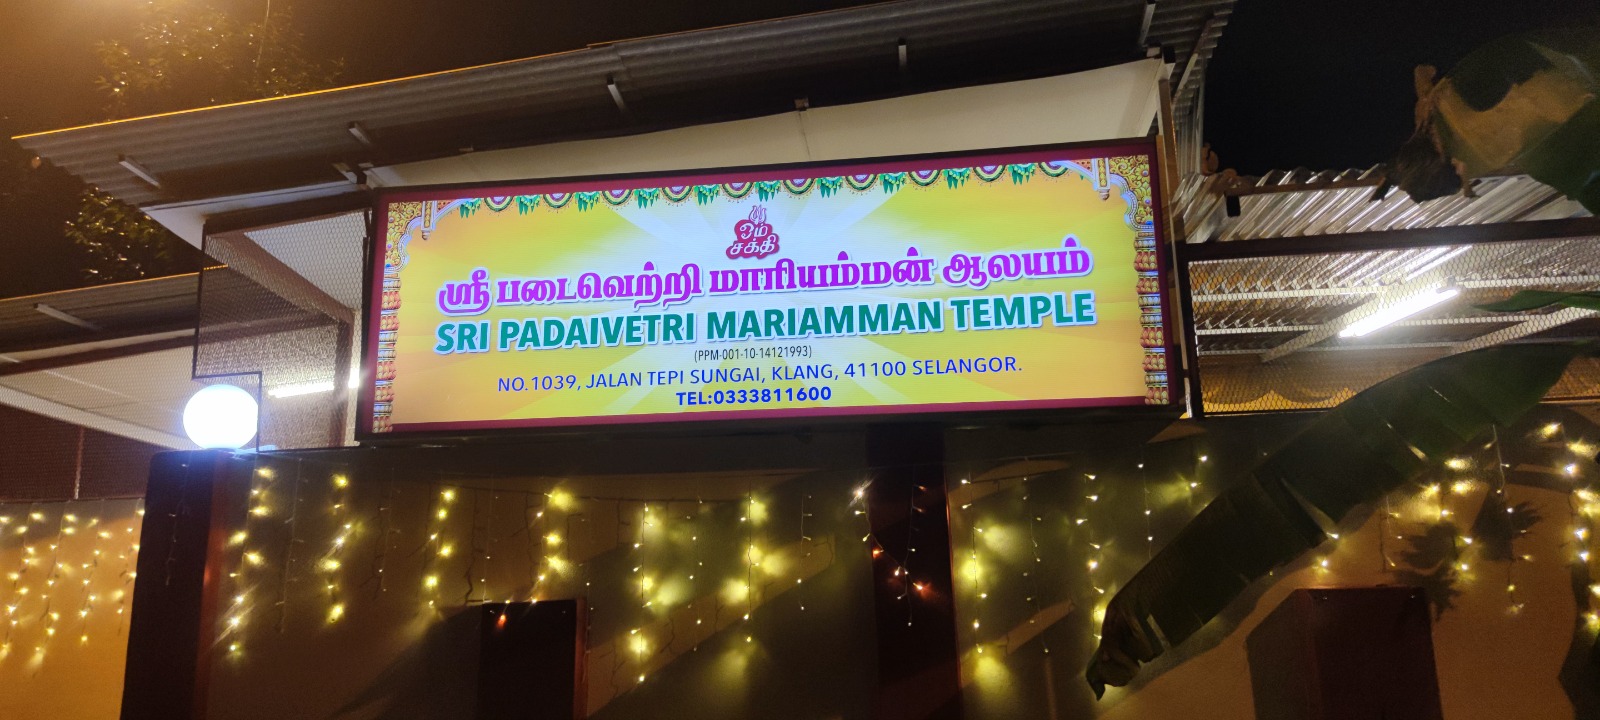 ஓம்
சக்தி
ஸ்ரீ படைவெற்றி மாரியம்மன் ஆலயம்
SRI PADAIVETRI MARIAMMAN TEMPLE
(PPM-001-10-14121993)
NO.1039, JALAN TEPI SUNGAI, KLANG, 41100 SELANGOR.
TEL:0333811600